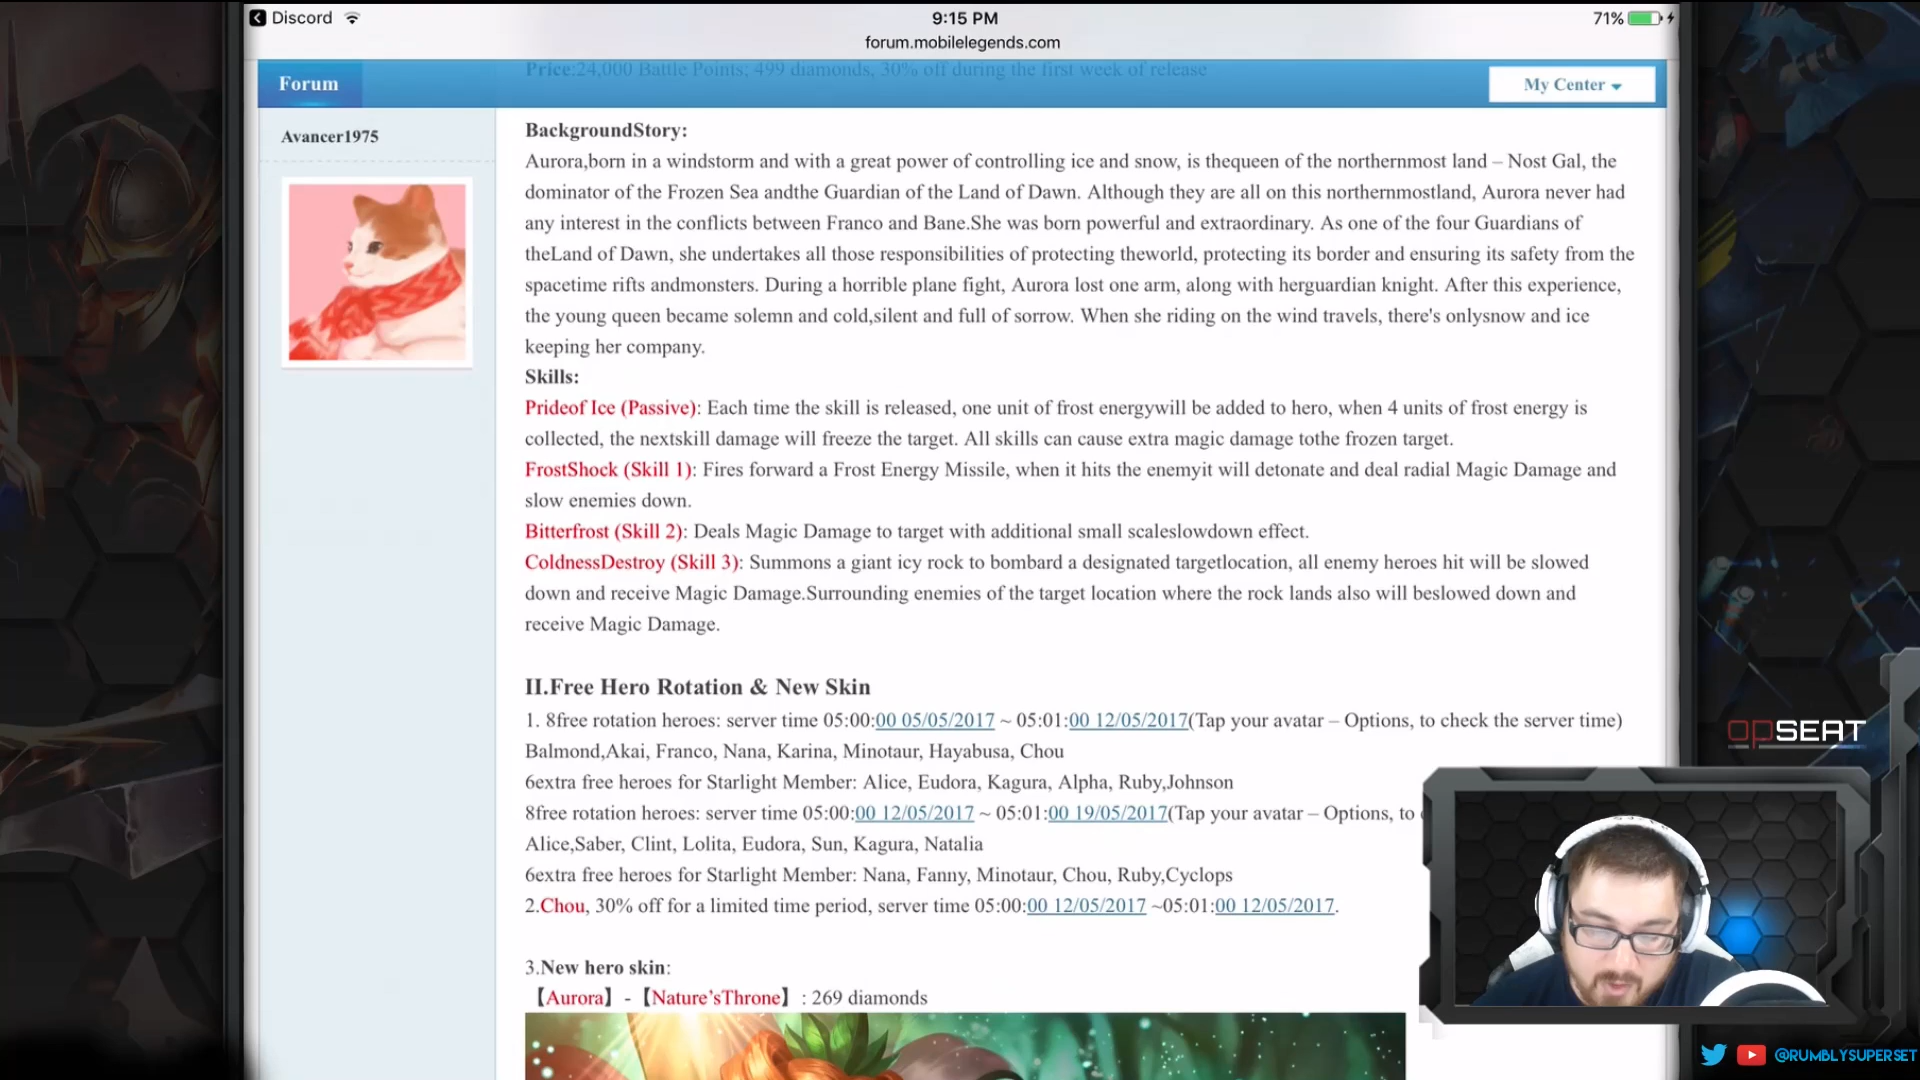 Discord
9:15 PM
71%
forum.mobilelegends.com
Price:24,000 Battle Points; 499 diamonds, 30% off during the first week of release
Forum
My Center
Avancer1975
BackgroundStory:
Aurora,born in a windstorm and with a great power of controlling ice and snow, is thequeen of the northernmost land – Nost Gal, the
dominator of the Frozen Sea andthe Guardian of the Land of Dawn. Although they are all on this northernmostland, Aurora never had
any interest in the conflicts between Franco and Bane.She was born powerful and extraordinary. As one of the four Guardians of
theLand of Dawn, she undertakes all those responsibilities of protecting theworld, protecting its border and ensuring its safety from the
spacetime rifts andmonsters. During a horrible plane fight, Aurora lost one arm, along with herguardian knight. After this experience,
the young queen became solemn and cold,silent and full of sorrow. When she riding on the wind travels, there's onlysnow and ice
keeping her company.
Skills:
Prideof Ice (Passive): Each time the skill is released, one unit of frost energywill be added to hero, when 4 units of frost energy is
collected, the nextskill damage will freeze the target. All skills can cause extra magic damage tothe frozen target.
FrostShock (Skill 1): Fires forward a Frost Energy Missile, when it hits the enemyit will detonate and deal radial Magic Damage and
slow enemies down.
Bitterfrost (Skill 2): Deals Magic Damage to target with additional small scaleslowdown effect.
ColdnessDestroy (Skill 3): Summons a giant icy rock to bombard a designated targetlocation, all enemy heroes hit will be slowed
down and receive Magic Damage.Surrounding enemies of the target location where the rock lands also will beslowed down and
receive Magic Damage.
II.Free Hero Rotation & New Skin
1. 8free rotation heroes: server time 05:00:00 05/05/2017 ~ 05:01:00 12/05/2017(Tap your avatar – Options, to check the server time)
Balmond,Akai, Franco, Nana, Karina, Minotaur, Hayabusa, Chou
6extra free heroes for Starlight Member: Alice, Eudora, Kagura, Alpha, Ruby,Johnson
8free rotation heroes: server time 05:00:00 12/05/2017 ~ 05:01:00 19/05/2017(Tap your avatar – Options, to
Alice,Saber, Clint, Lolita, Eudora, Sun, Kagura, Natalia
6extra free heroes for Starlight Member: Nana, Fanny, Minotaur, Chou, Ruby,Cyclops
2.Chou, 30% off for a limited time period, server time 05:00:00 12/05/2017 ~05:01:00 12/05/2017.
3.New hero skin:
【Aurora】 - 【Nature'sThrone】 : 269 diamonds
opSEAT
@RUMBLYSUPERSET